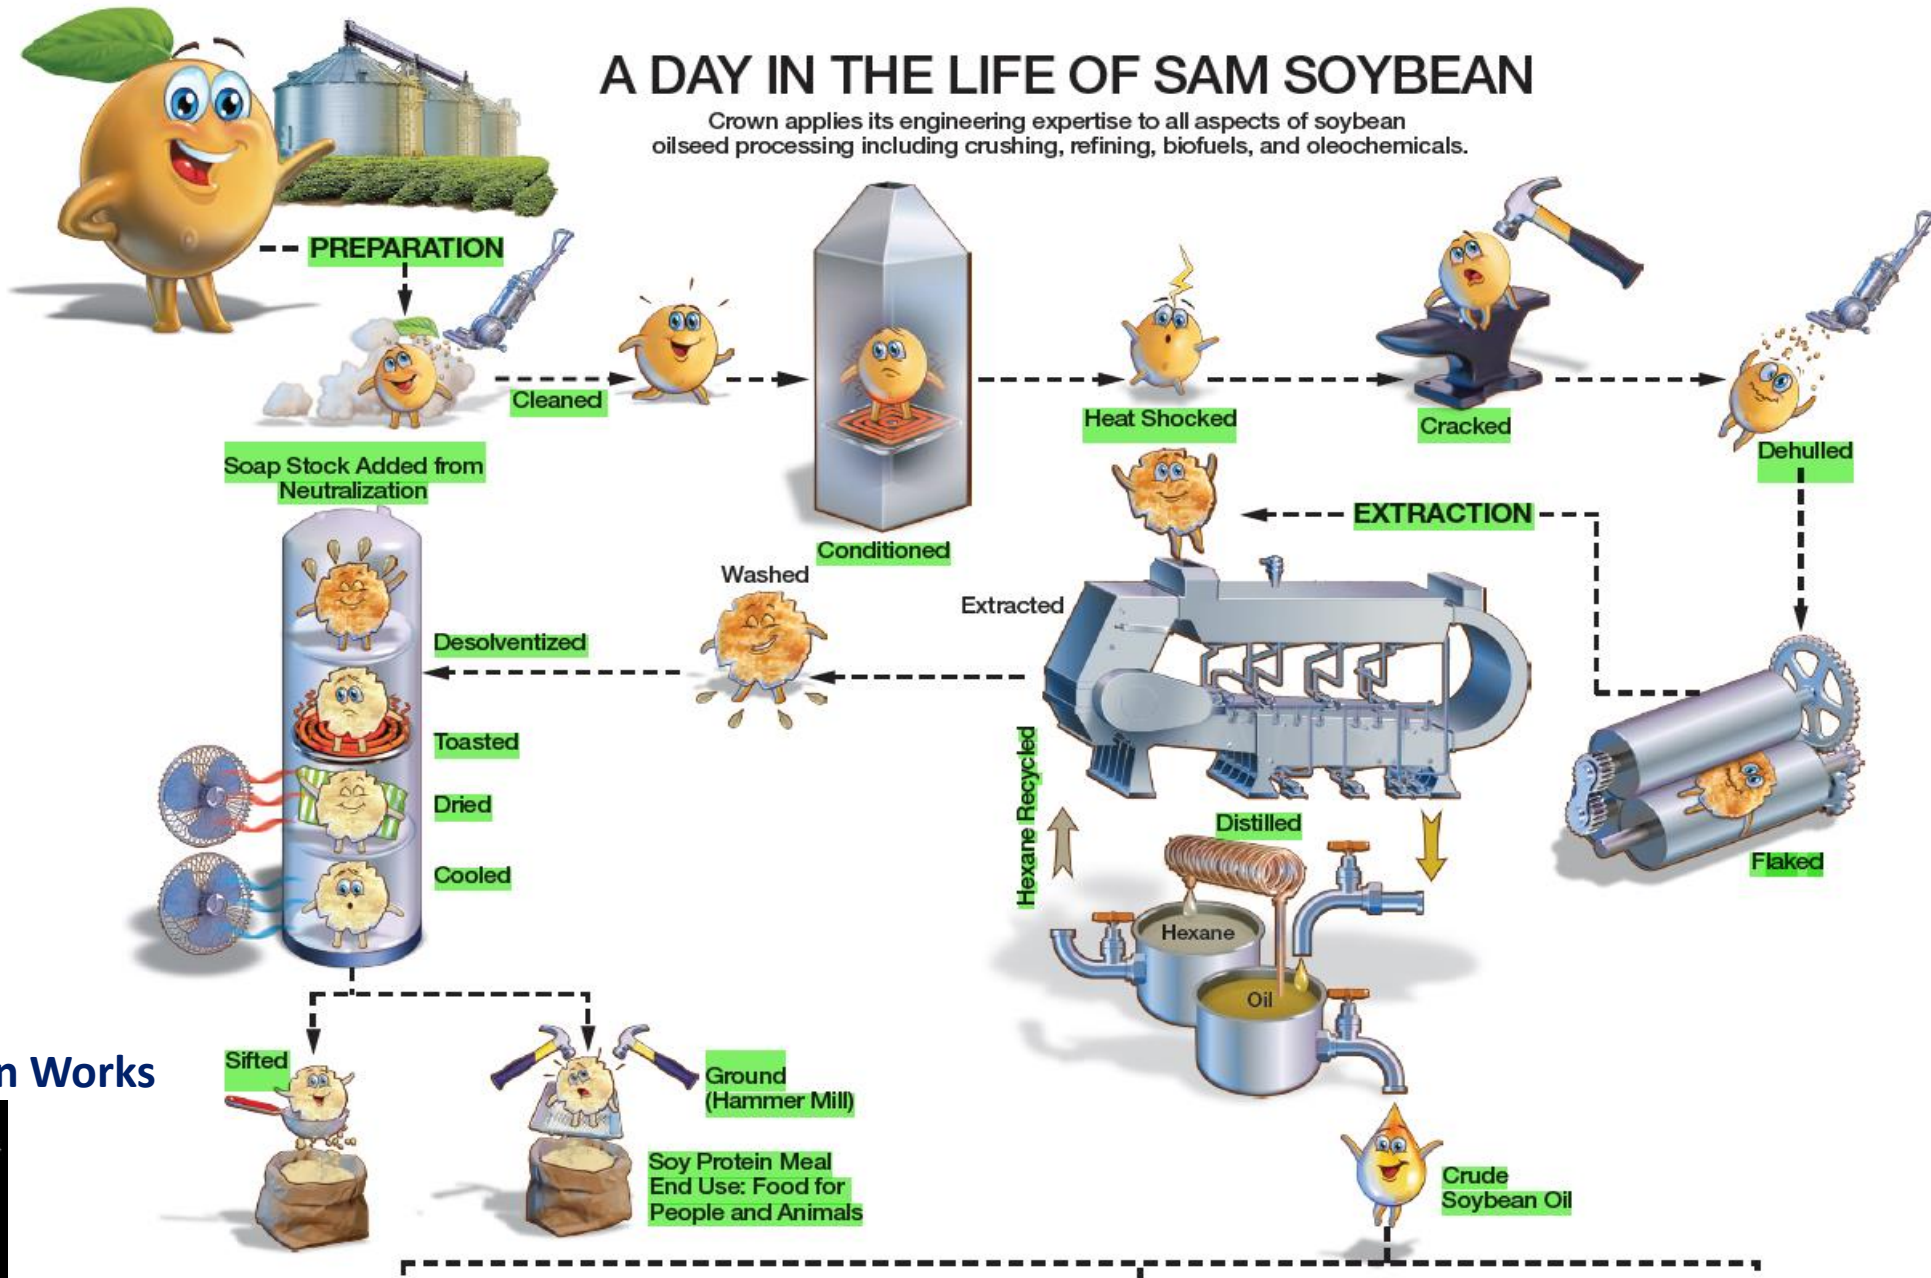 A DAY IN THE LIFE OF SAM SOYBEAN
Crown applies its engineering expertise to all aspects of soybean
oilseed processing including crushing, refining, biofuels, and oleochemicals.
PREPARATION
Cleaned
Heat Shocked
Cracked
Dehulled
Soap Stock Added from
Neutralization
Conditioned
EXTRACTION
Washed
Extracted
Desolventized
Toasted
Dried
Cooled
Hexane Recycled
Distilled
Flaked
Hexane
Oil
n Works
Sifted
Ground
(Hammer Mill)
Soy Protein Meal
End Use: Food for
People and Animals
Crude
Soybean Oil